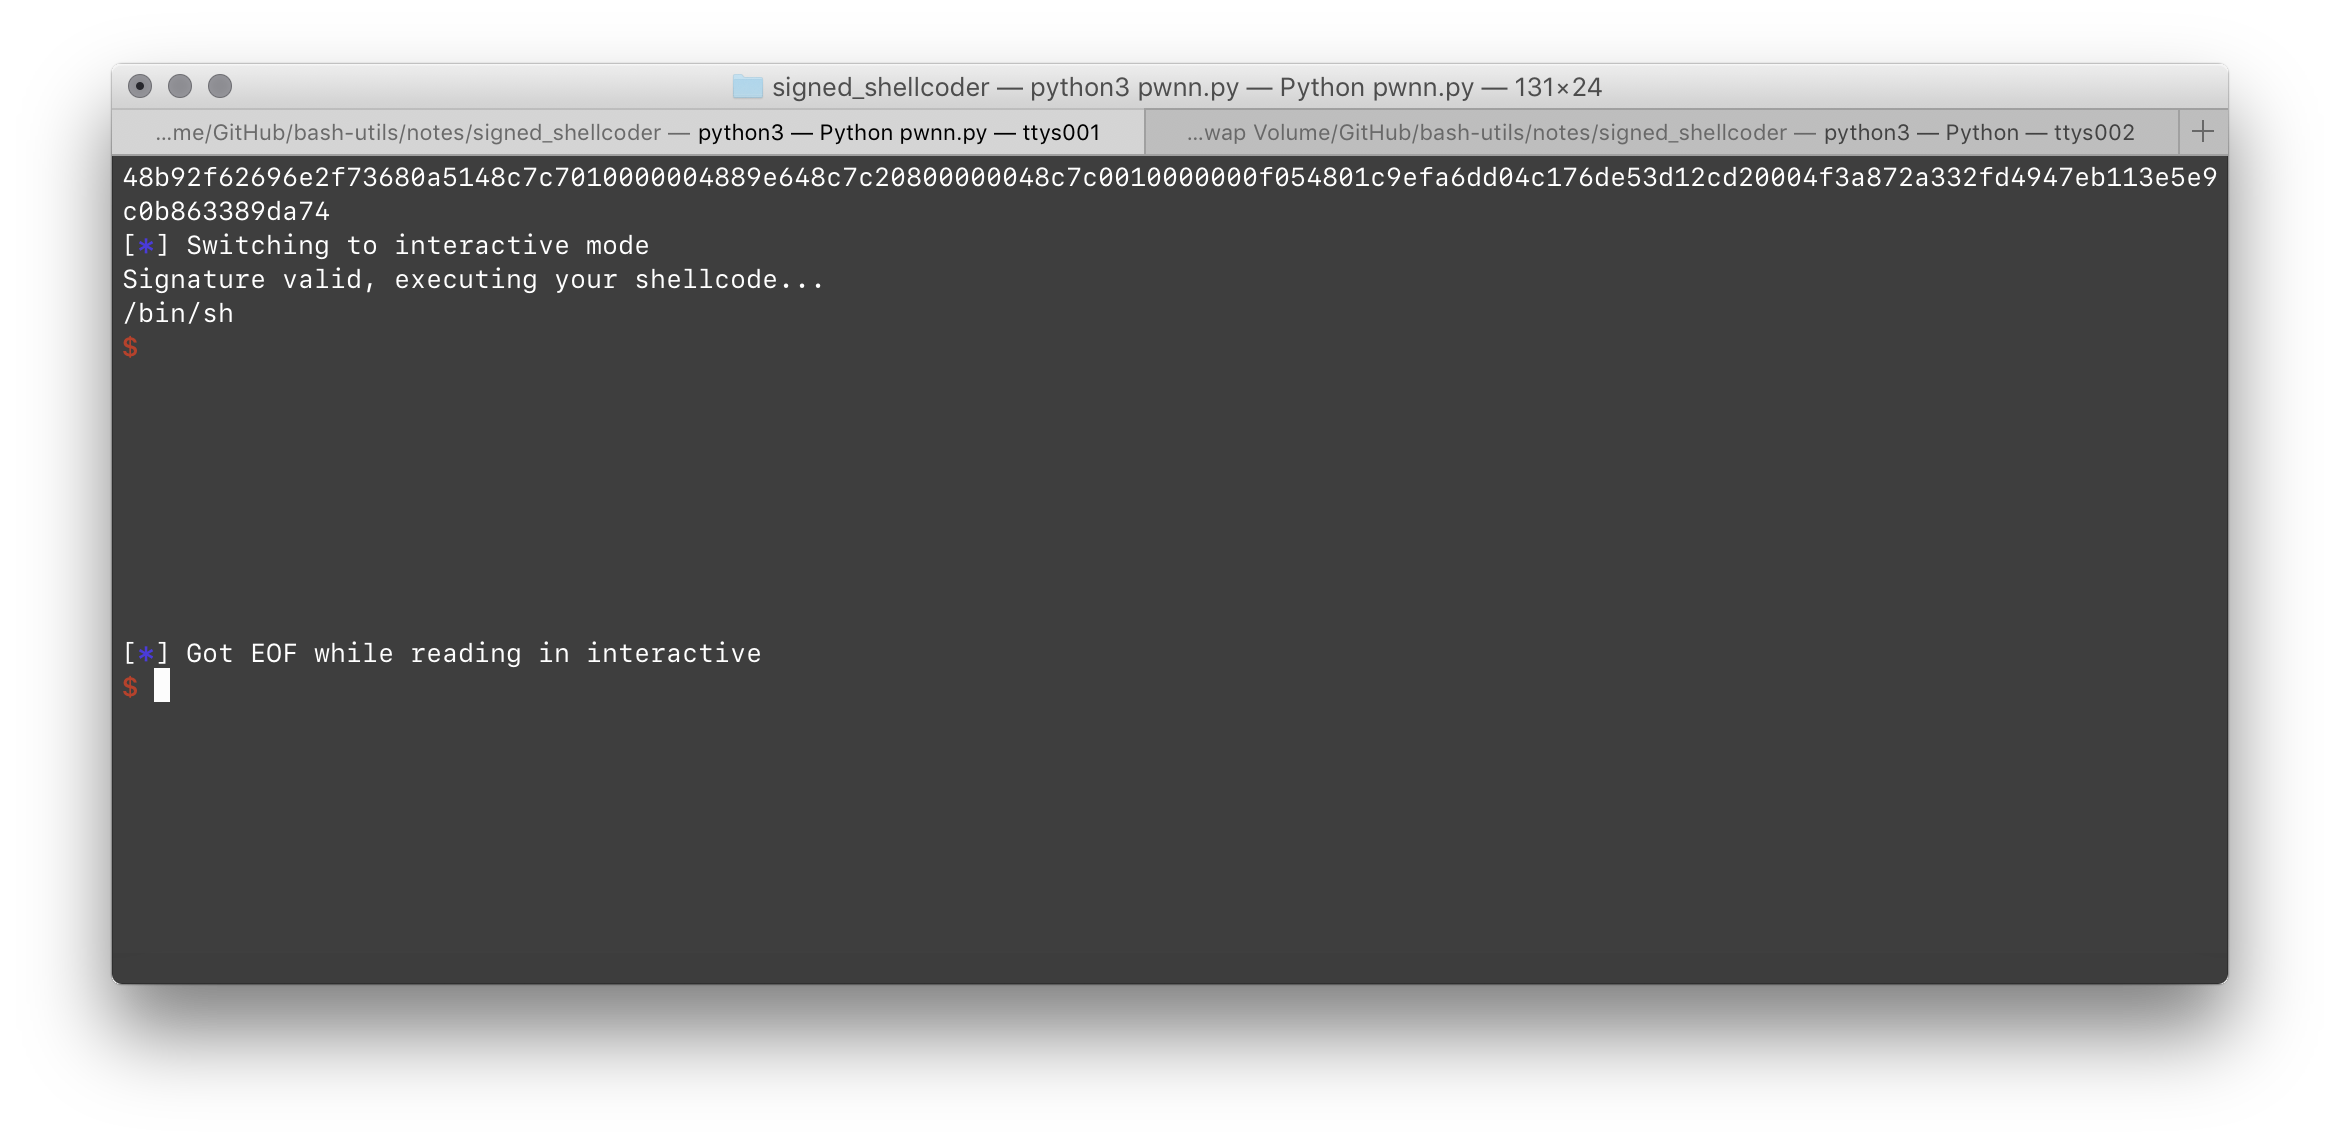 signed_shellcoder — python3 pwnn.py — Python pwnn.py — 131×24
...me/GitHub/bash-utils/notes/signed_shellcoder — python3 — Python pwnn.py — ttys001
...wap Volume/GitHub/bash-utils/notes/signed_shellcoder — python3 — Python — ttys002
48b92f62696e2f73680a5148c7c7010000004889e648c7c20800000048c7c0010000000f054801c9efa6dd04c176de53d12cd20004f3a872a332fd4947eb113e5e9
c0b863389da74
[*] Switching to interactive mode
Signature valid, executing your shellcode...
/bin/sh
$
[*] Got EOF while reading in interactive
$